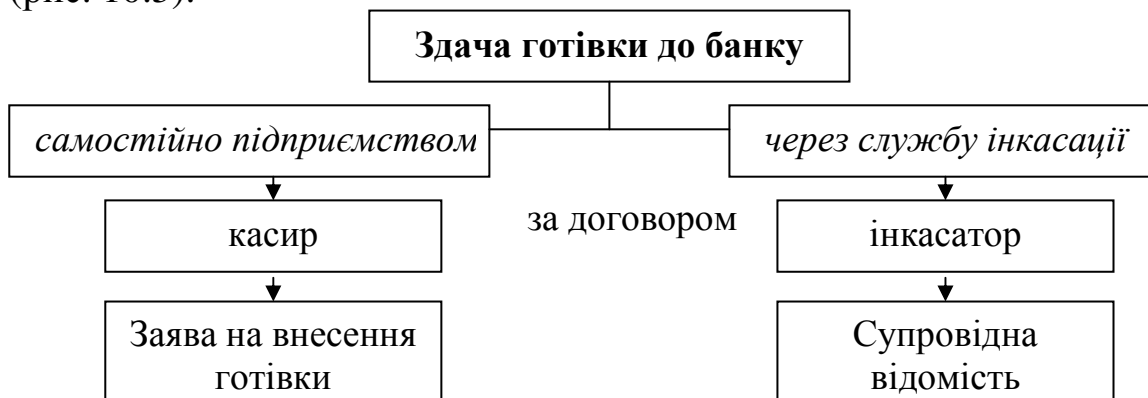 (рис. 10.5).
Здача готівки до банку
самостійно підприємством
через службу інкасації
касир
за договором
інкасатор
Заява на внесення
готівки
Супровідна
відомість